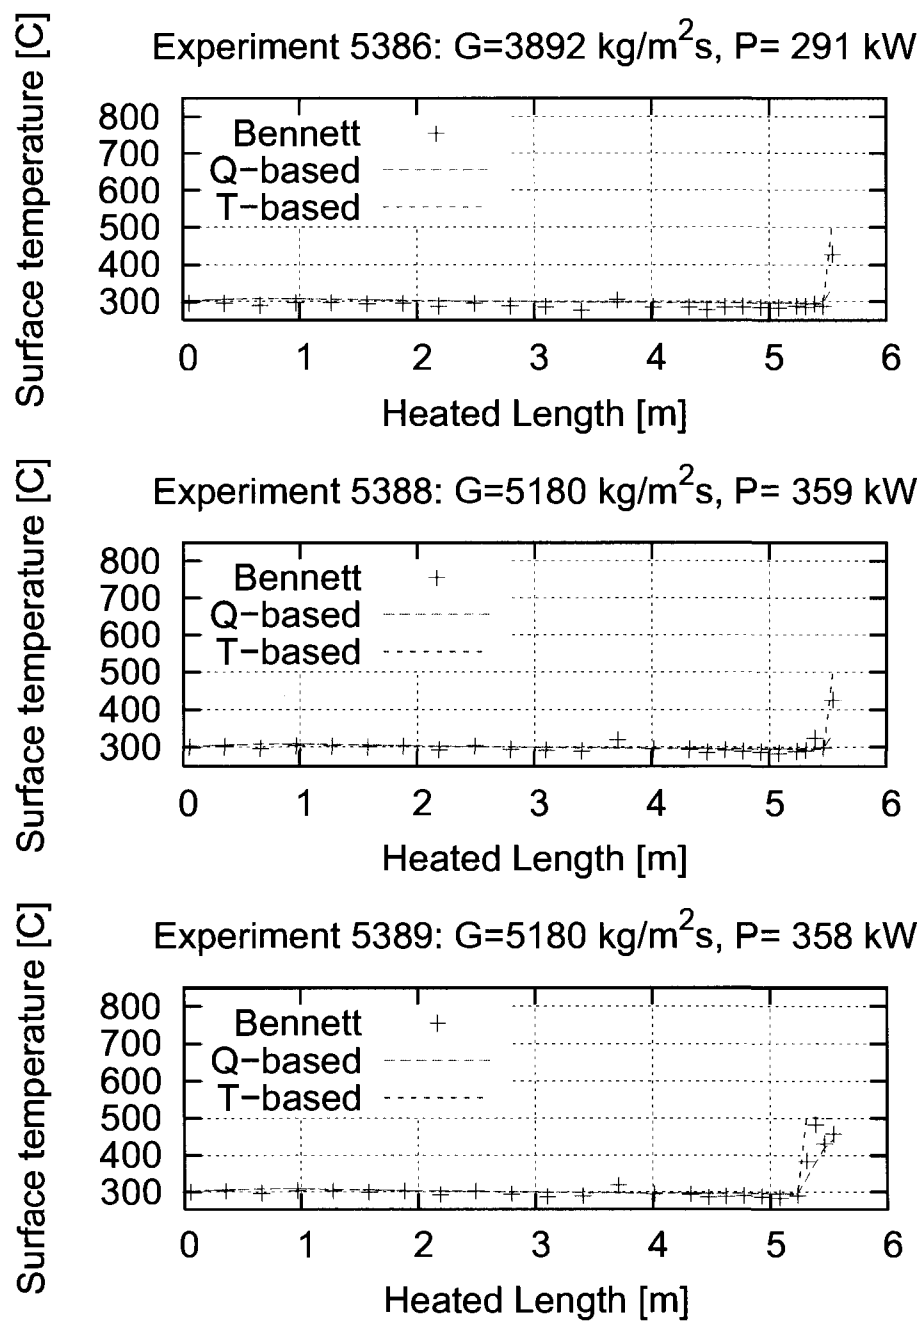 Experiment 5386: G=3892 kg/m²s, P= 291 kW
Surface temperature [C]
800
700
600
500
400
300
Bennett
Q−based
T−based
0 1 2 3 4 5 6
Heated Length [m]
Experiment 5388: G=5180 kg/m²s, P= 359 kW
Surface temperature [C]
800
700
600
500
400
300
Bennett
Q−based
T−based
0 1 2 3 4 5 6
Heated Length [m]
Experiment 5389: G=5180 kg/m²s, P= 358 kW
Surface temperature [C]
800
700
600
500
400
300
Bennett
Q−based
T−based
0 1 2 3 4 5 6
Heated Length [m]